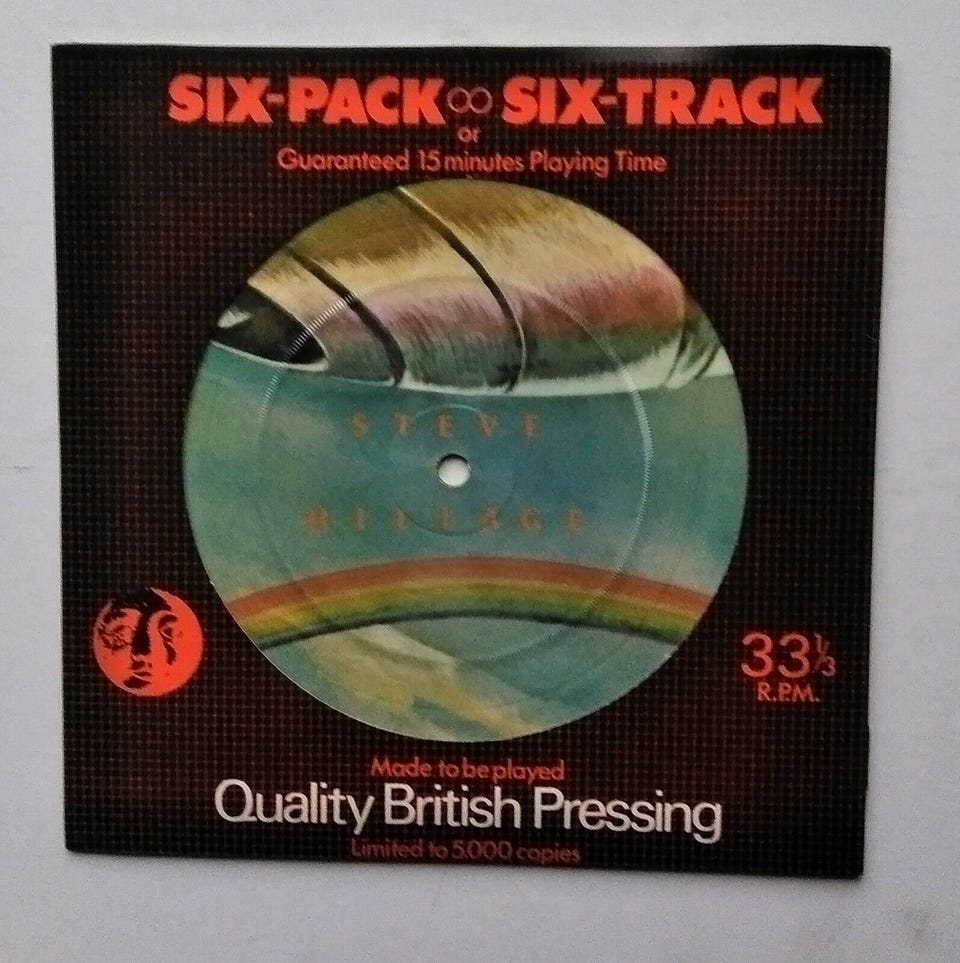 SIX-PACK ∞ SIX-TRACK
or
Guaranteed 15 minutes Playing Time
STEVE
HILLAGE
33⅓
R.P.M.
Made to be played
Quality British Pressing
Limited to 5,000 copies